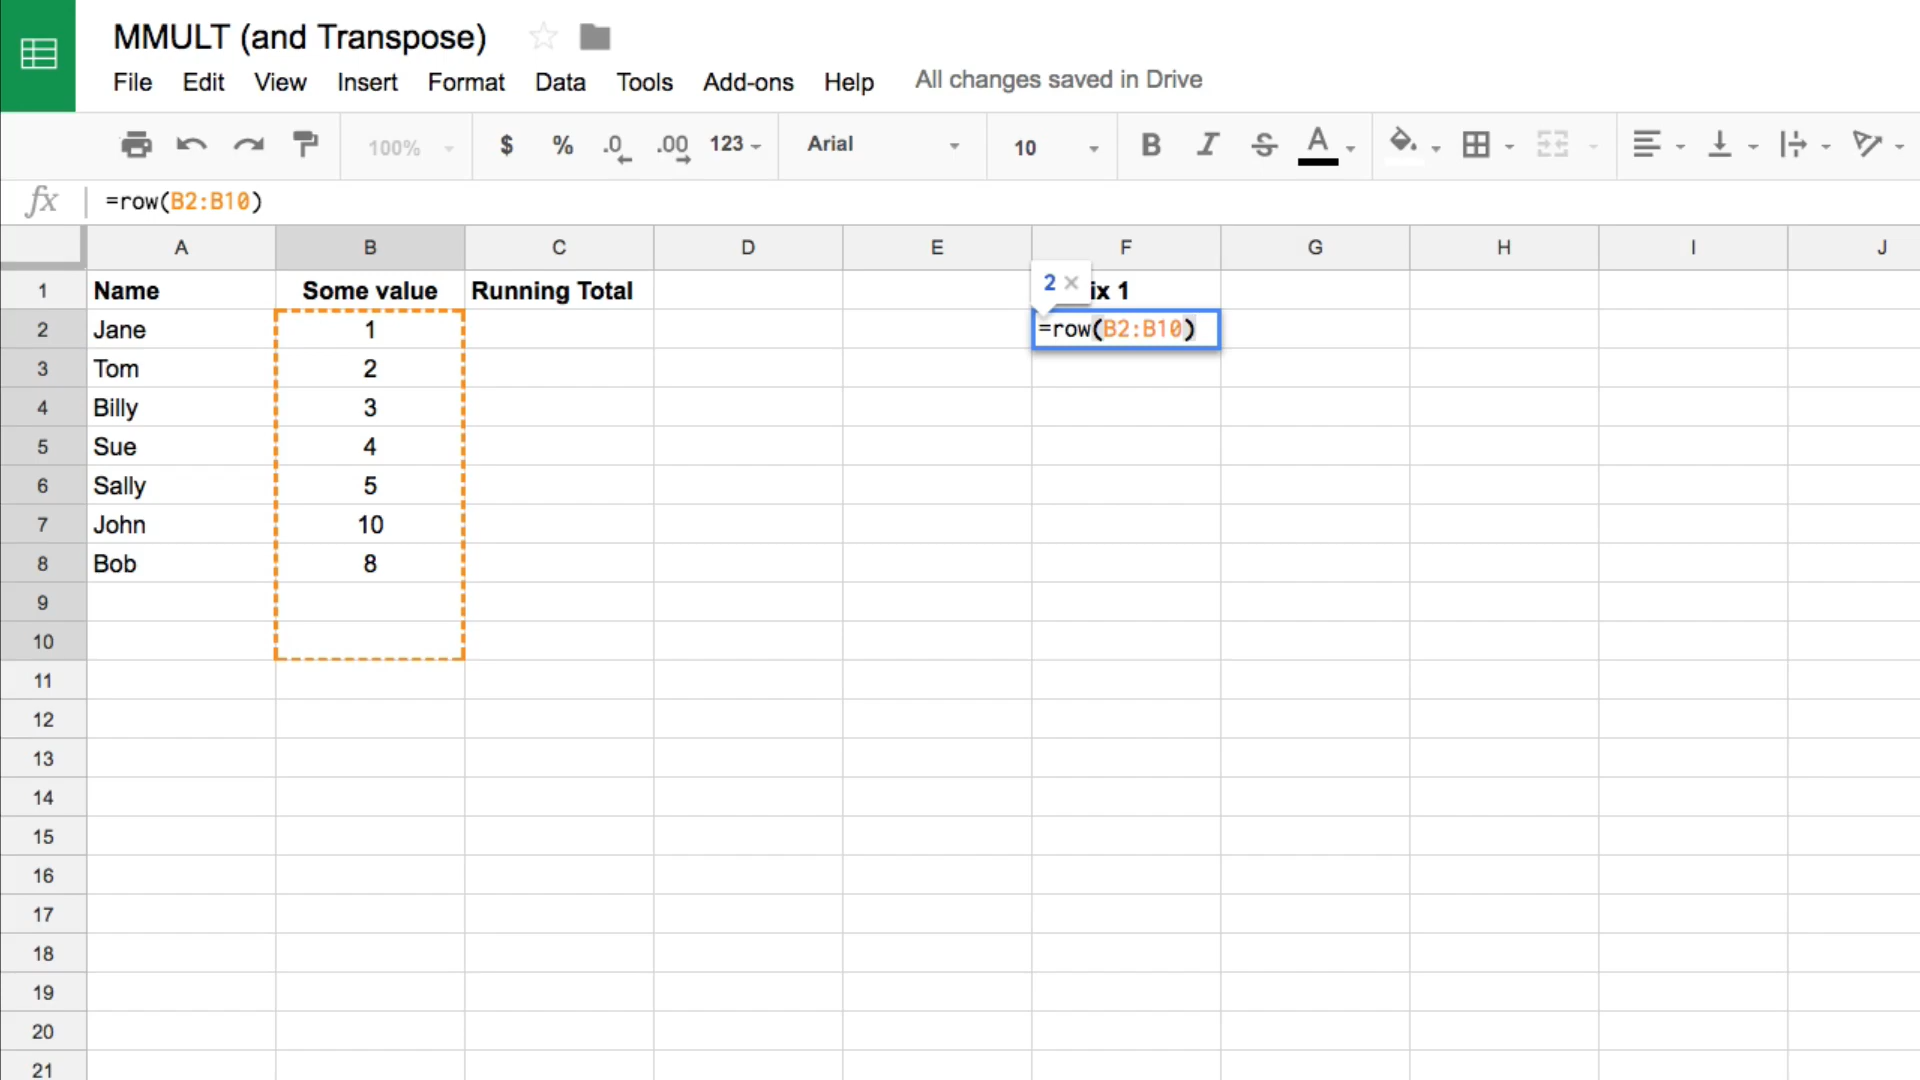 MMULT (and Transpose)
File Edit View Insert Format Data Tools Add-ons Help All changes saved in Drive
100% $ % .0 .00 123 Arial 10 B I S A
fx =row(B2:B10)
A B C D E F G H I J
2 ×
1 Name Some value Running Total ix 1
2 Jane 1 =row(B2:B10)
3 Tom 2
4 Billy 3
5 Sue 4
6 Sally 5
7 John 10
8 Bob 8
9
10
11
12
13
14
15
16
17
18
19
20
21